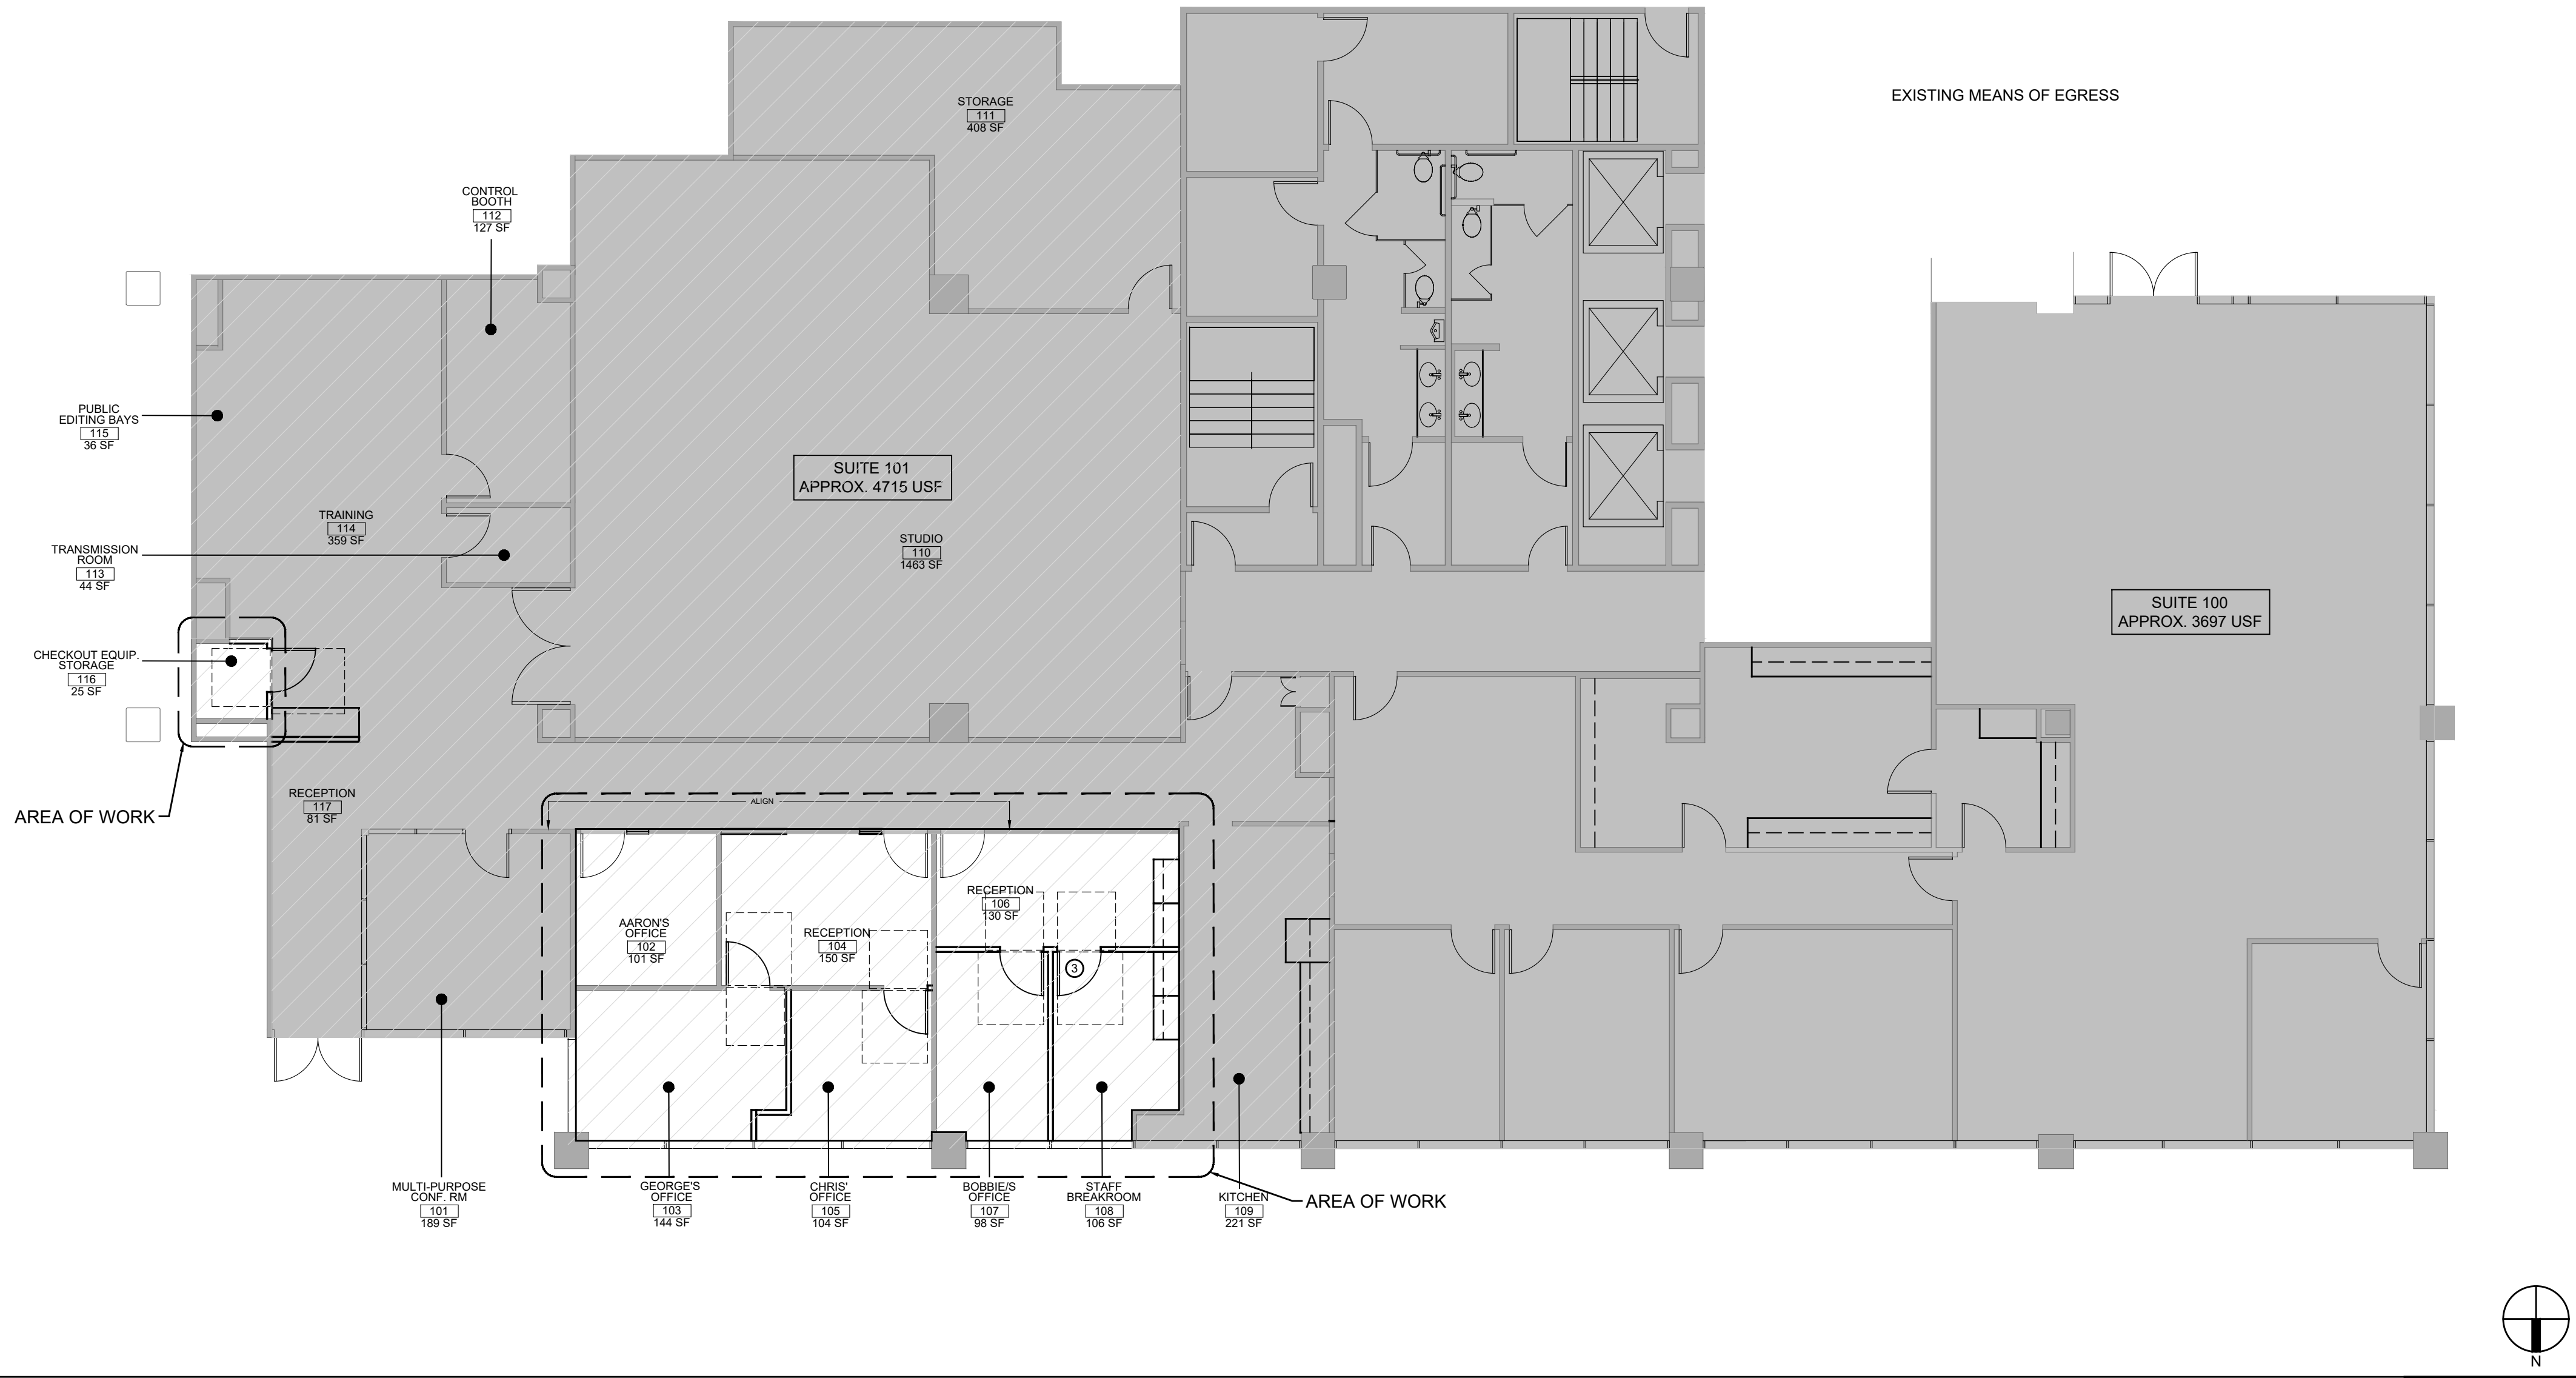 EXISTING MEANS OF EGRESS
STORAGE
111
408 SF
CONTROL
BOOTH
112
127 SF
PUBLIC
EDITING BAYS
115
36 SF
SUITE 101
APPROX. 4715 USF
TRAINING
114
359 SF
TRANSMISSION
ROOM
113
44 SF
STUDIO
110
1463 SF
SUITE 100
APPROX. 3697 USF
CHECKOUT EQUIP.
STORAGE
116
25 SF
AREA OF WORK
RECEPTION
117
81 SF
ALIGN
RECEPTION
106
130 SF
AARON'S
OFFICE
102
101 SF
RECEPTION
104
150 SF
3
MULTI-PURPOSE
CONF. RM
101
189 SF
GEORGE'S
OFFICE
103
144 SF
CHRIS'
OFFICE
105
104 SF
BOBBIE/S
OFFICE
107
98 SF
STAFF
BREAKROOM
108
106 SF
KITCHEN
109
221 SF
AREA OF WORK
N